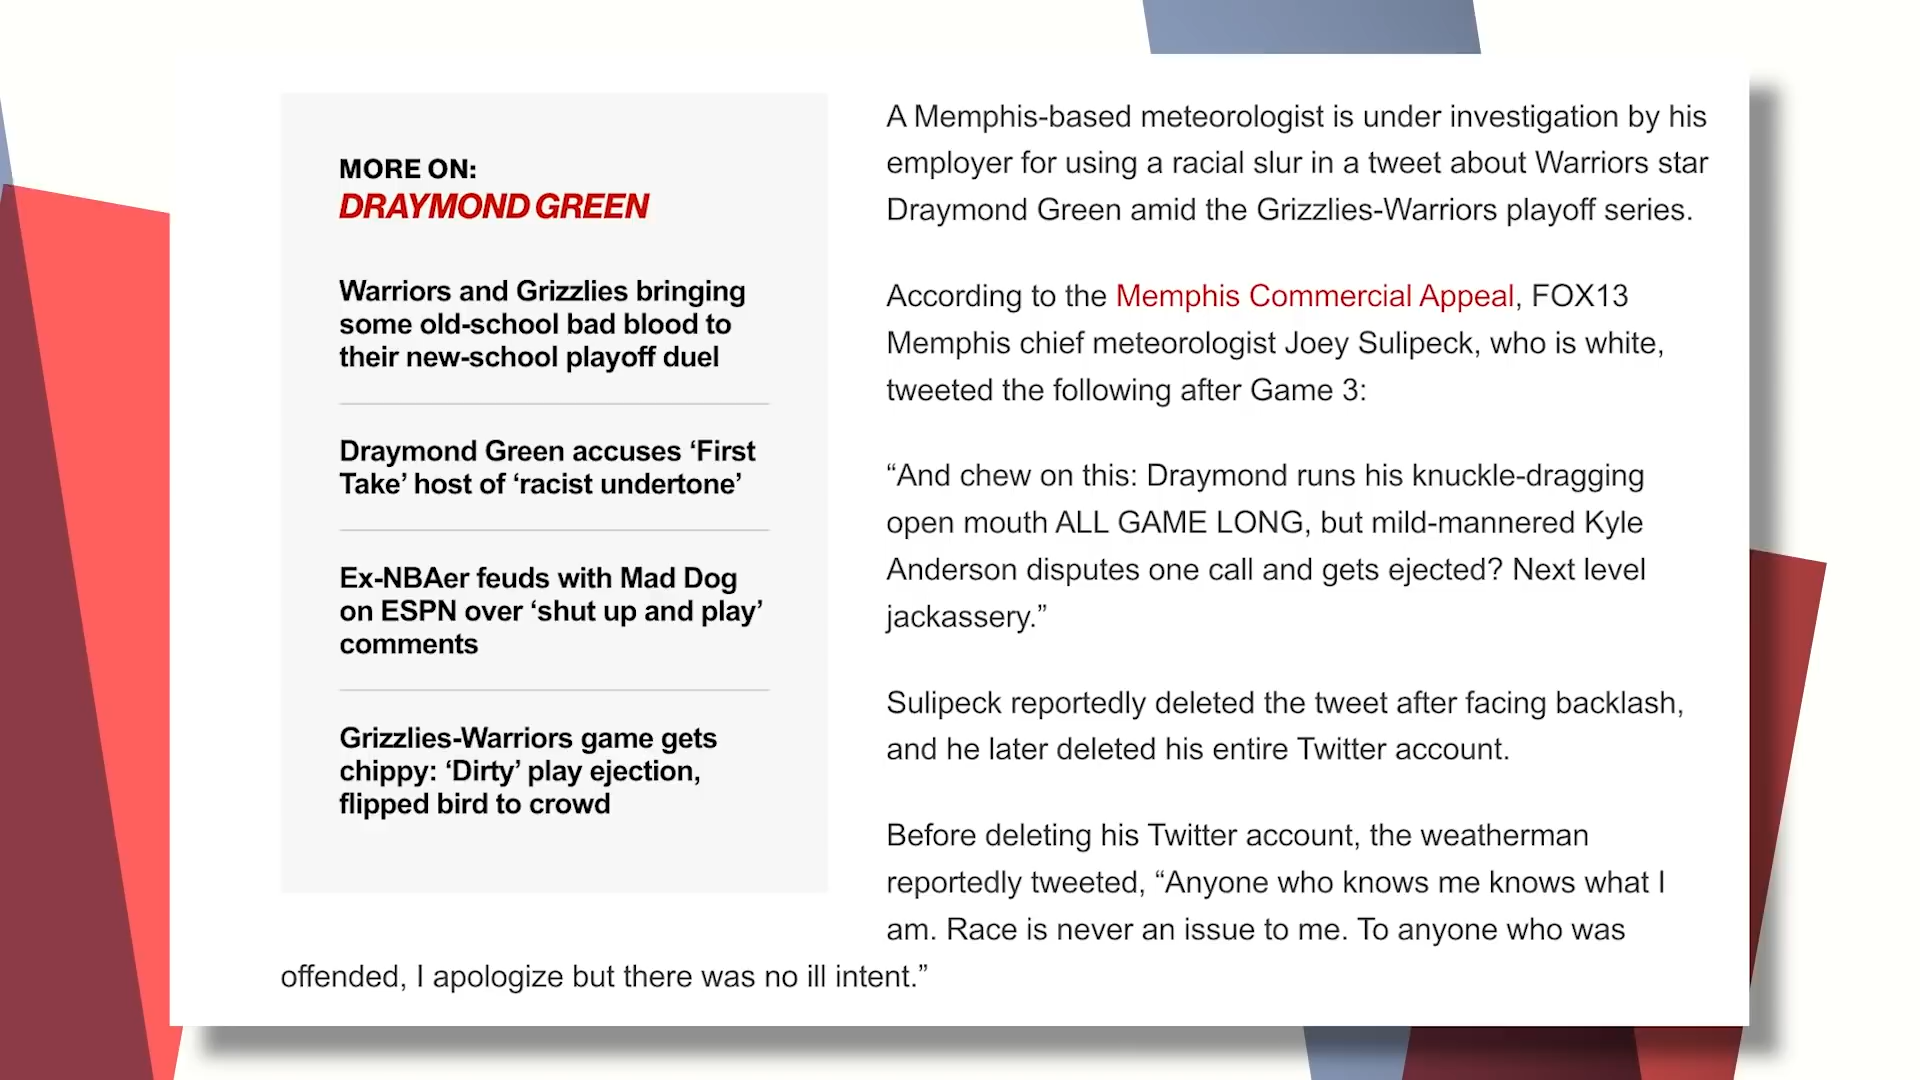 MORE ON:
DRAYMOND GREEN
Warriors and Grizzlies bringing
some old-school bad blood to
their new-school playoff duel
Draymond Green accuses ‘First
Take’ host of ‘racist undertone’
Ex-NBAer feuds with Mad Dog
on ESPN over ‘shut up and play’
comments
Grizzlies-Warriors game gets
chippy: ‘Dirty’ play ejection,
flipped bird to crowd
A Memphis-based meteorologist is under investigation by his
employer for using a racial slur in a tweet about Warriors star
Draymond Green amid the Grizzlies-Warriors playoff series.
According to the Memphis Commercial Appeal, FOX13
Memphis chief meteorologist Joey Sulipeck, who is white,
tweeted the following after Game 3:
“And chew on this: Draymond runs his knuckle-dragging
open mouth ALL GAME LONG, but mild-mannered Kyle
Anderson disputes one call and gets ejected? Next level
jackassery.”
Sulipeck reportedly deleted the tweet after facing backlash,
and he later deleted his entire Twitter account.
Before deleting his Twitter account, the weatherman
reportedly tweeted, “Anyone who knows me knows what I
am. Race is never an issue to me. To anyone who was
offended, I apologize but there was no ill intent.”